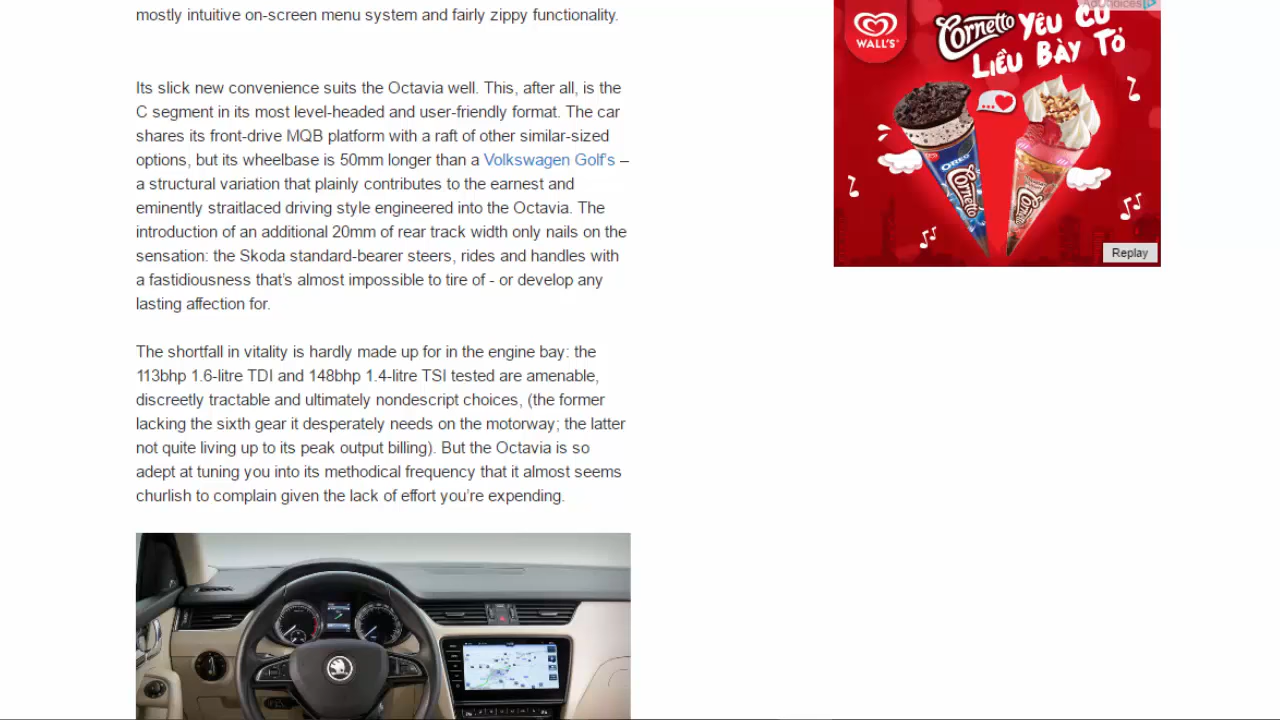 mostly intuitive on-screen menu system and fairly zippy functionality.
Its slick new convenience suits the Octavia well. This, after all, is the
C segment in its most level-headed and user-friendly format. The car
shares its front-drive MQB platform with a raft of other similar-sized
options, but its wheelbase is 50mm longer than a Volkswagen Golf's –
a structural variation that plainly contributes to the earnest and
eminently straitlaced driving style engineered into the Octavia. The
introduction of an additional 20mm of rear track width only nails on the
sensation: the Skoda standard-bearer steers, rides and handles with
a fastidiousness that's almost impossible to tire of - or develop any
lasting affection for.
The shortfall in vitality is hardly made up for in the engine bay: the
113bhp 1.6-litre TDI and 148bhp 1.4-litre TSI tested are amenable,
discreetly tractable and ultimately nondescript choices, (the former
lacking the sixth gear it desperately needs on the motorway; the latter
not quite living up to its peak output billing). But the Octavia is so
adept at tuning you into its methodical frequency that it almost seems
churlish to complain given the lack of effort you're expending.
AdChoices
WALL'S
Cornetto
Yêu Cũ
Liều Bày Tỏ
OREO
Cornetto
Cornetto
Replay